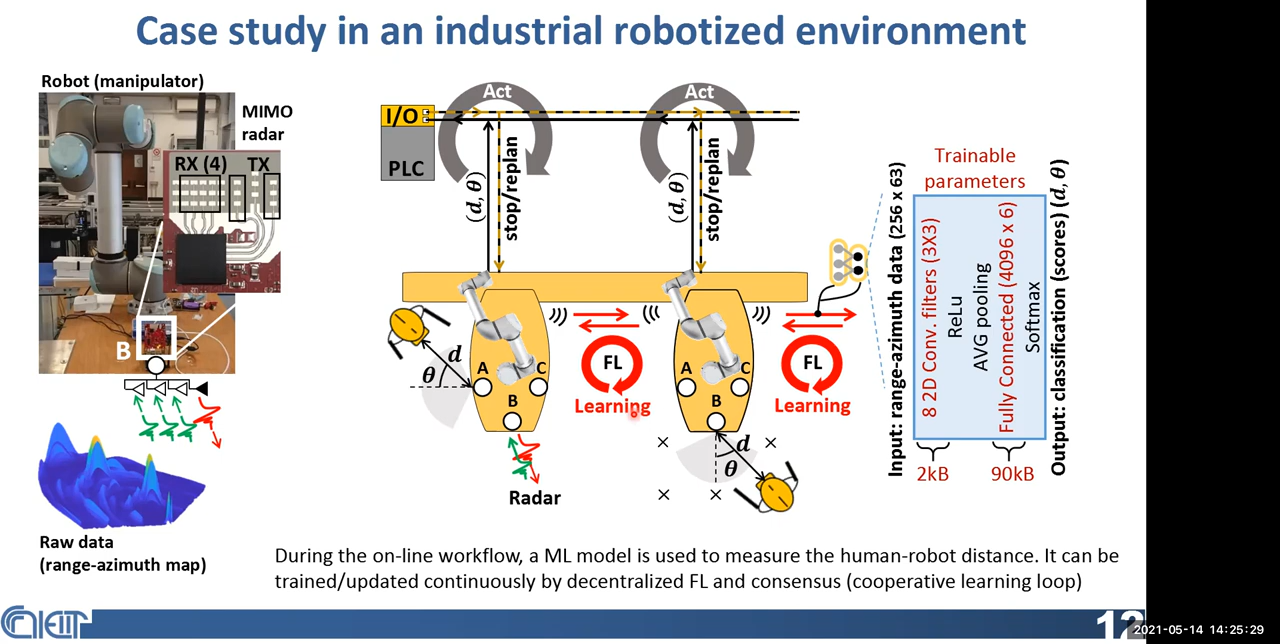 Case study in an industrial robotized environment
Robot (manipulator)
MIMO
radar
RX (4) TX
B
Raw data
(range-azimuth map)
I/O
PLC
Act
Act
(d, θ)
stop/replan
(d, θ)
stop/replan
d
θ
A
C
B
Radar
FL
Learning
A
C
B
d
θ
FL
Learning
Input: range-azimuth data (256 x 63)
Trainable
parameters
8 2D Conv. filters (3X3)
ReLu
AVG pooling
Fully Connected (4096 x 6)
Softmax
Output: classification (scores) (d, θ)
2kB
90kB
During the on-line workflow, a ML model is used to measure the human-robot distance. It can be
trained/updated continuously by decentralized FL and consensus (cooperative learning loop)
CNIEIIT
12
2021-05-14 14:25:29